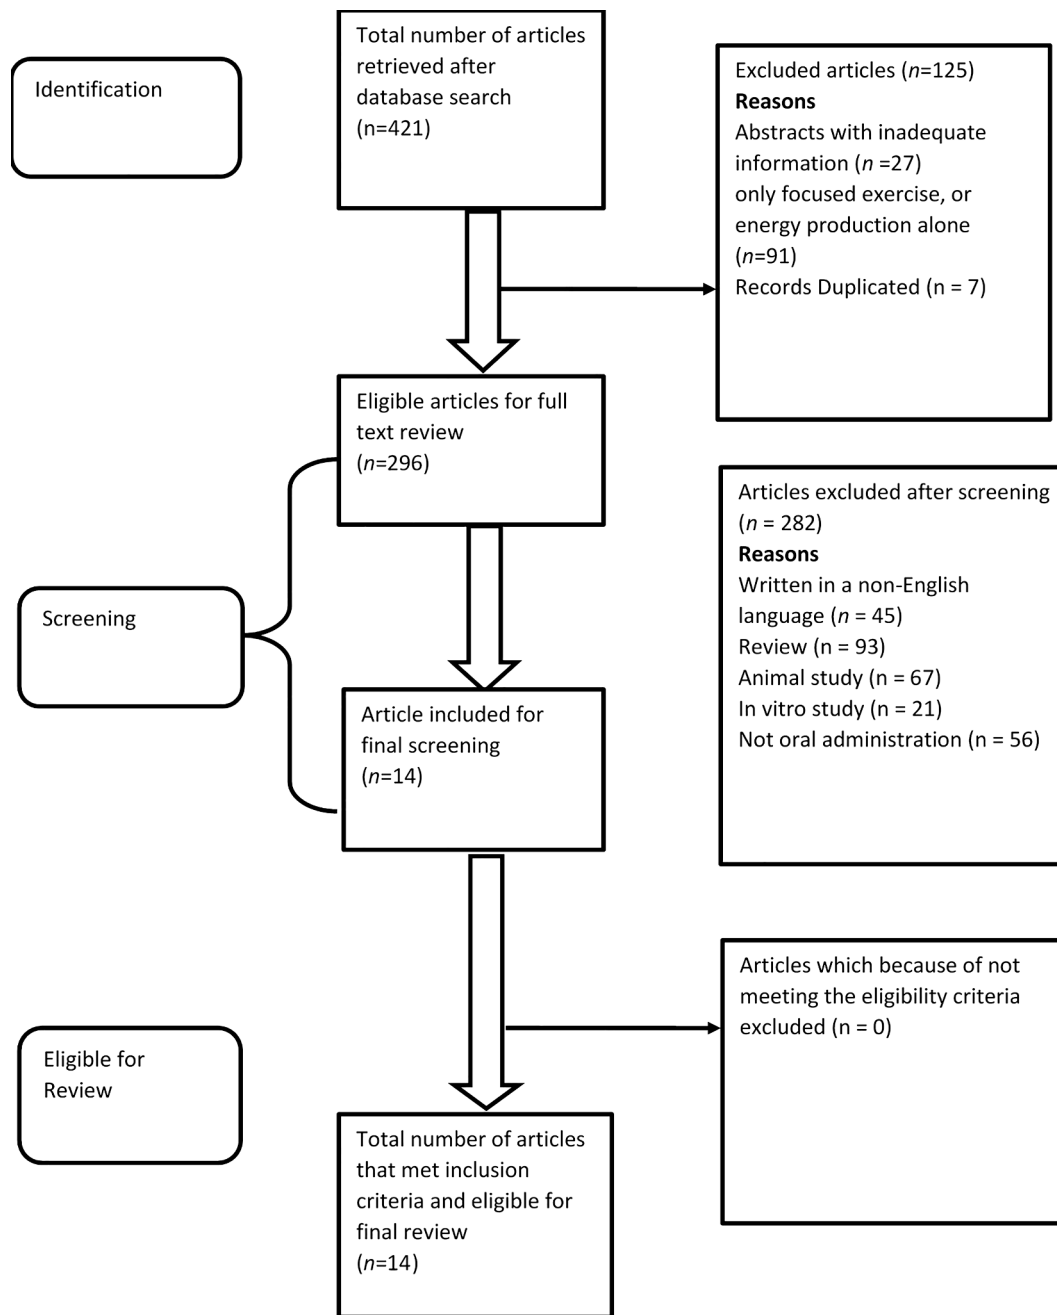 Identification
Total number of articles
retrieved after
database search
(n=421)
Excluded articles (n=125)
Reasons
Abstracts with inadequate
information (n =27)
only focused exercise, or
energy production alone
(n=91)
Records Duplicated (n = 7)
Eligible articles for full
text review
(n=296)
Screening
Articles excluded after screening
(n = 282)
Reasons
Written in a non-English
language (n = 45)
Review (n = 93)
Animal study (n = 67)
In vitro study (n = 21)
Not oral administration (n = 56)
Article included for
final screening
(n=14)
Articles which because of not
meeting the eligibility criteria
excluded (n = 0)
Eligible for
Review
Total number of articles
that met inclusion
criteria and eligible for
final review
(n=14)